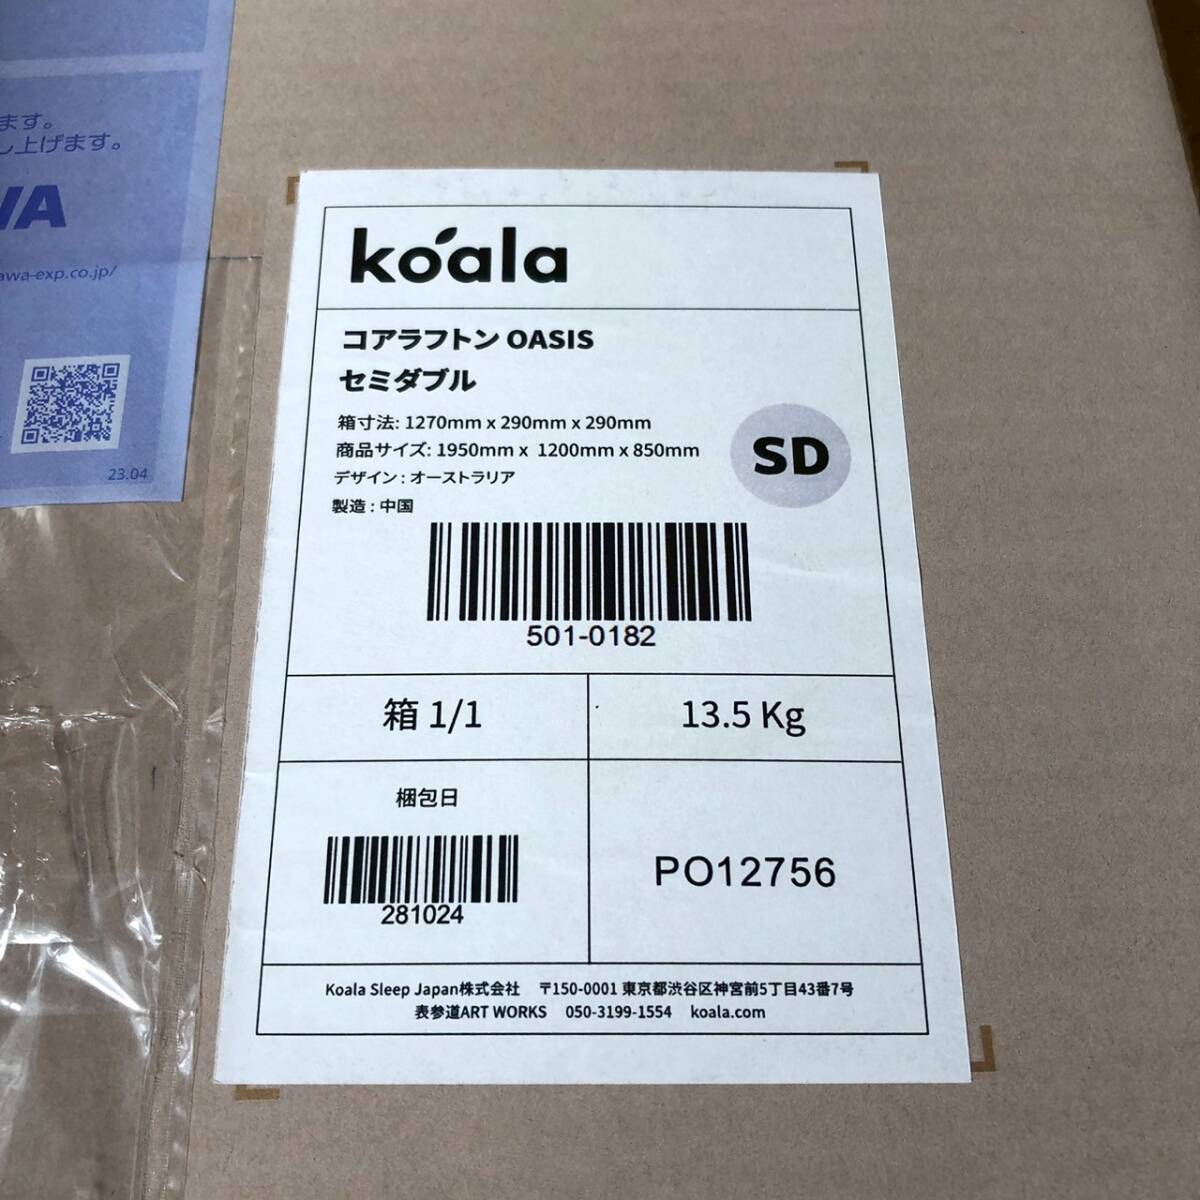 ます。
し上げます。
WA
awa-exp.co.jp/
23.04
koala
コアラフトン OASIS
セミダブル
箱寸法: 1270mm x 290mm x 290mm
商品サイズ: 1950mm x 1200mm x 850mm
デザイン : オーストラリア
製造 : 中国
SD
501-0182
箱 1/1
13.5 Kg
梱包日
281024
PO12756
Koala Sleep Japan株式会社 〒150-0001 東京都渋谷区神宮前5丁目43番7号
表参道ART WORKS 050-3199-1554 koala.com